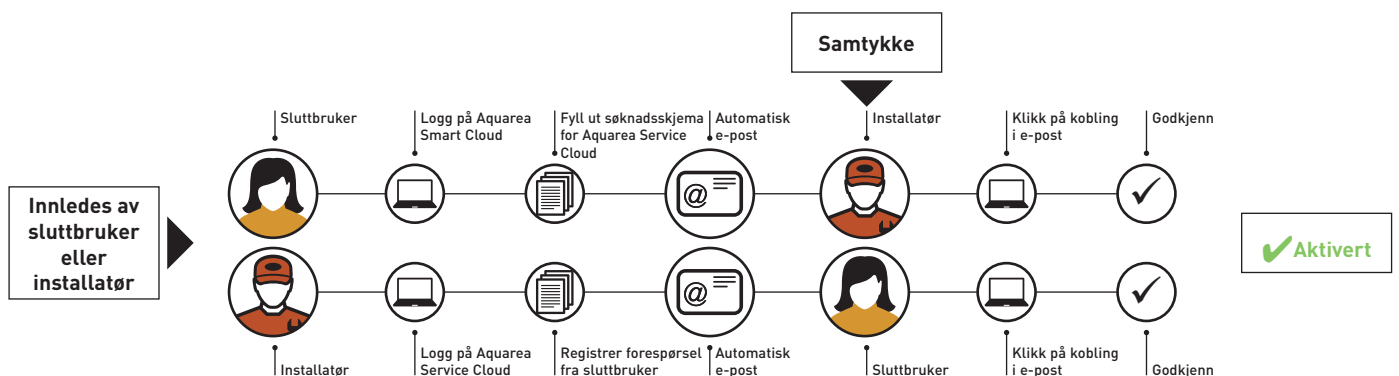 Samtykke
Sluttbruker
Logg på Aquarea
Smart Cloud
Fyll ut søknadsskjema
for Aquarea Service
Cloud
Automatisk
e-post
Installatør
Klikk på kobling
i e-post
Godkjenn
Innledes av
sluttbruker
eller
installatør
@
@
Aktivert
Installatør
Logg på Aquarea
Service Cloud
Registrer forespørsel
fra sluttbruker
Automatisk
e-post
Sluttbruker
Klikk på kobling
i e-post
Godkjenn